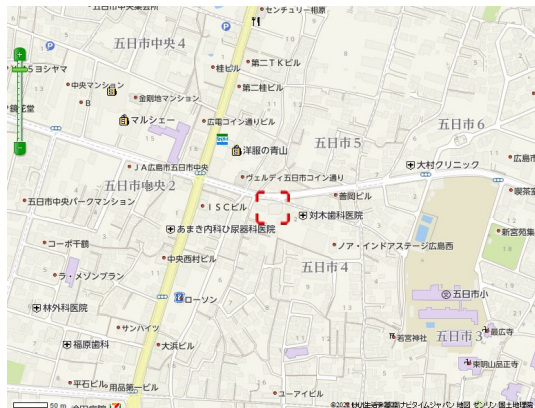 センチュリー相原
五日市中央4
第二TKビル
桂ビル
ヨシヤマ
中央マンション
第二桂ビル
B
金剛地マンション
マルシェー
広電コイン通りビル
五日市6
五日市5
洋服の青山
大村クリニック
広島市
JA広島市五日市中央
ヴェルディ五日市コイン通り
五日市中央2
善岡ビル
喫茶室
五日市中央パークマンション
ISCビル
対木歯科医院
あまき内科ひ尿器科医院
新宮苑集
コーポ千鶴
ノア・インドアステージ広島西
中央西村ビル
五日市4
ラ・メゾンブラン
五日市小
ローソン
林外科医院
サンハイツ
若宮神社
五日市3
最広寺
福原歯科
大浜ビル
東明山品正寺
平石ビル
用品第一ビル
ユーアイビル
50 m